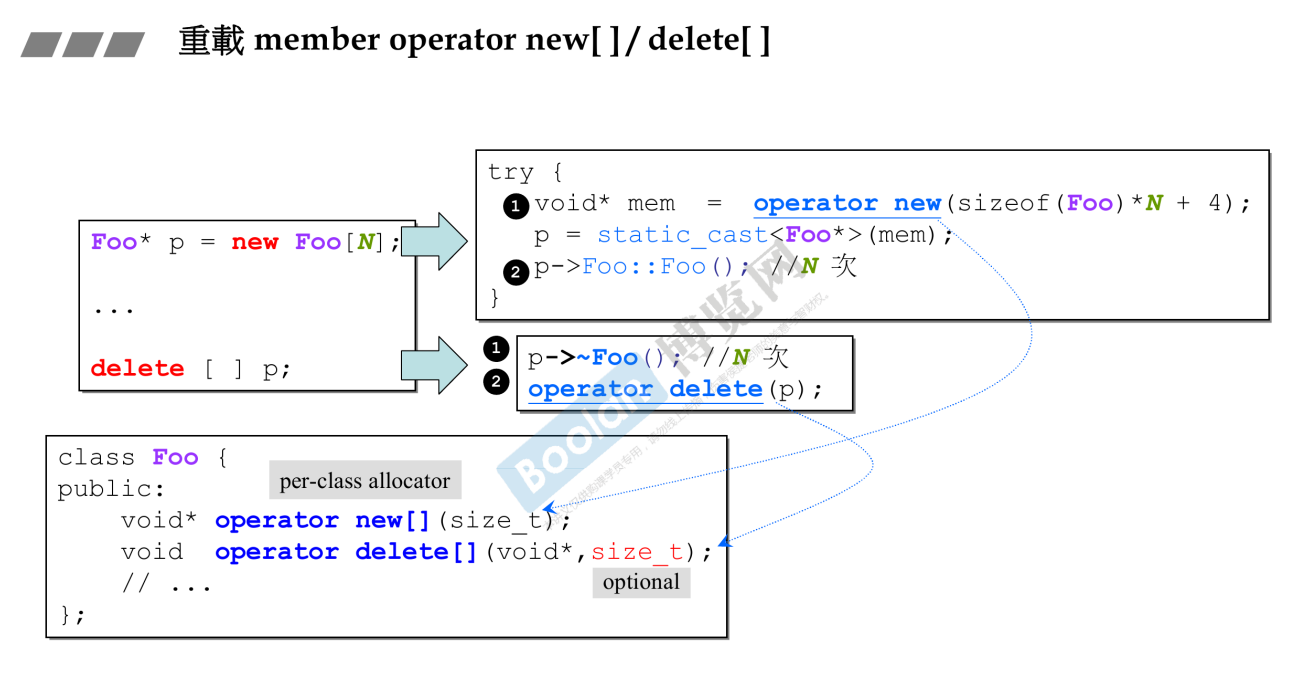 重載 member operator new[ ] / delete[ ]
Foo* p = new Foo[N];
...
delete [ ] p;
try {
❶ void* mem = operator new(sizeof(Foo)*N + 4);
p = static_cast<Foo*>(mem);
❷ p->Foo::Foo(); //N 次
}
❶ p->~Foo(); //N 次
❷ operator delete(p);
class Foo {
per-class allocator
public:
void* operator new[](size_t);
void operator delete[](void*,size_t);
optional
// ...
};
Boolan 博览网